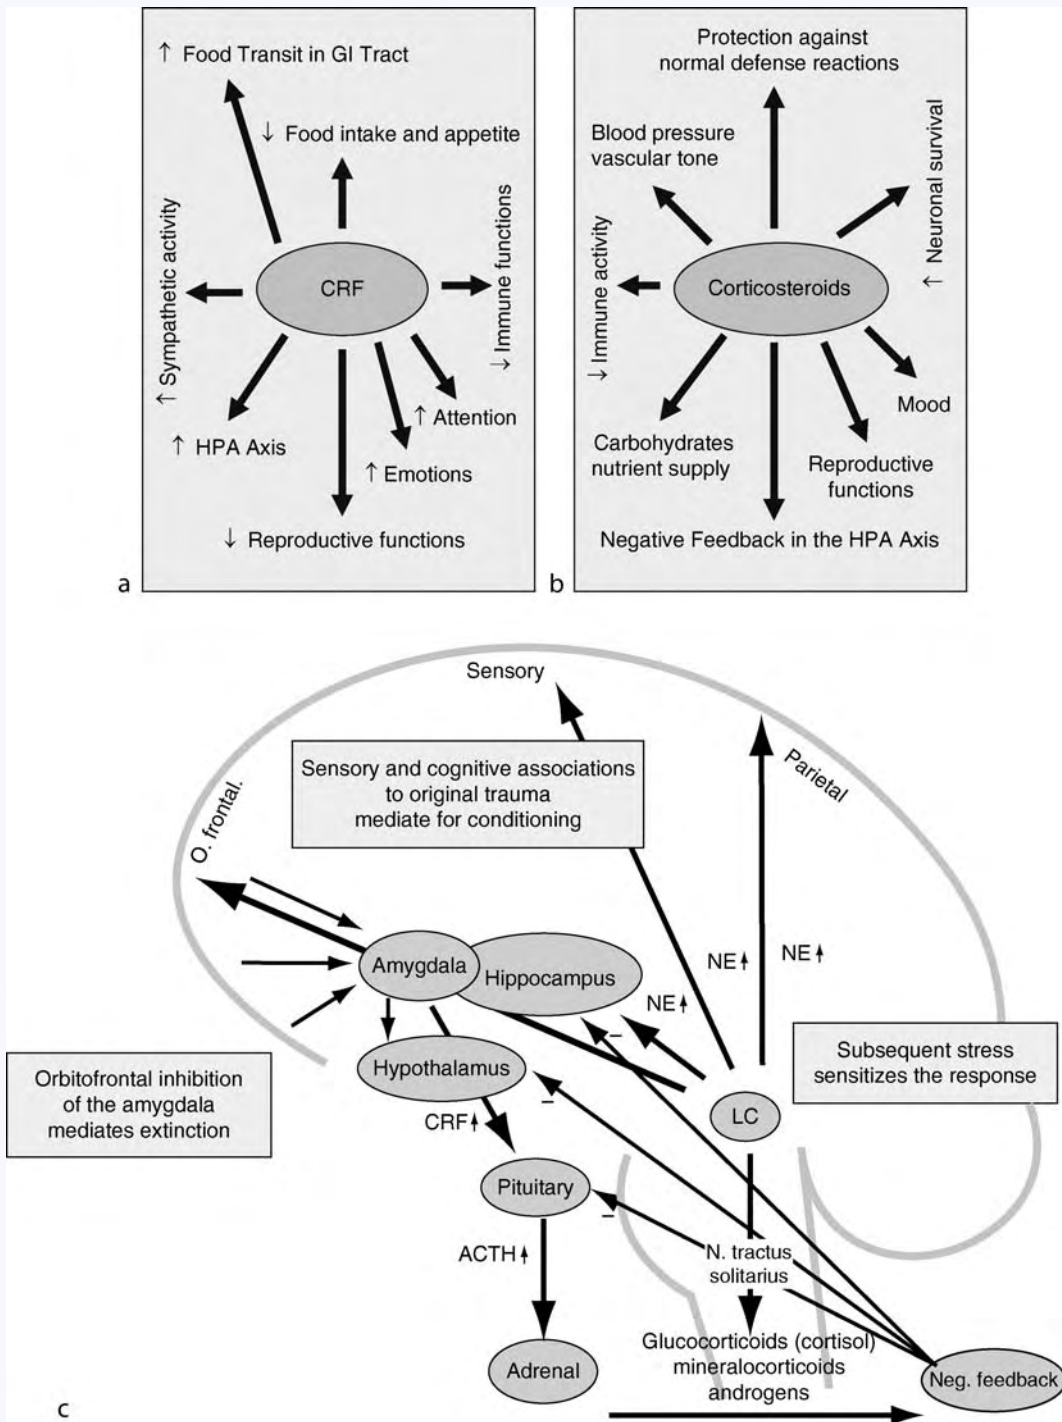 ↑ Food Transit in GI Tract
↓ Food intake and appetite
↑ Sympathetic activity
CRF
↓ Immune functions
↑ HPA Axis
↑ Attention
↑ Emotions
↓ Reproductive functions
a
Protection against
normal defense reactions
Blood pressure
vascular tone
↑ Neuronal survival
↓ Immune activity
Corticosteroids
Mood
Carbohydrates
nutrient supply
Reproductive
functions
Negative Feedback in the HPA Axis
b
Sensory
Parietal
O. frontal.
Sensory and cognitive associations
to original trauma
mediate for conditioning
Amygdala
Hippocampus
NE↑
NE↑
NE↑
Hypothalamus
Orbitofrontal inhibition
of the amygdala
mediates extinction
Subsequent stress
sensitizes the response
LC
CRF↑
–
–
–
Pituitary
ACTH↑
N. tractus
solitarius
Adrenal
Glucocorticoids (cortisol)
mineralocorticoids
androgens
Neg. feedback
c